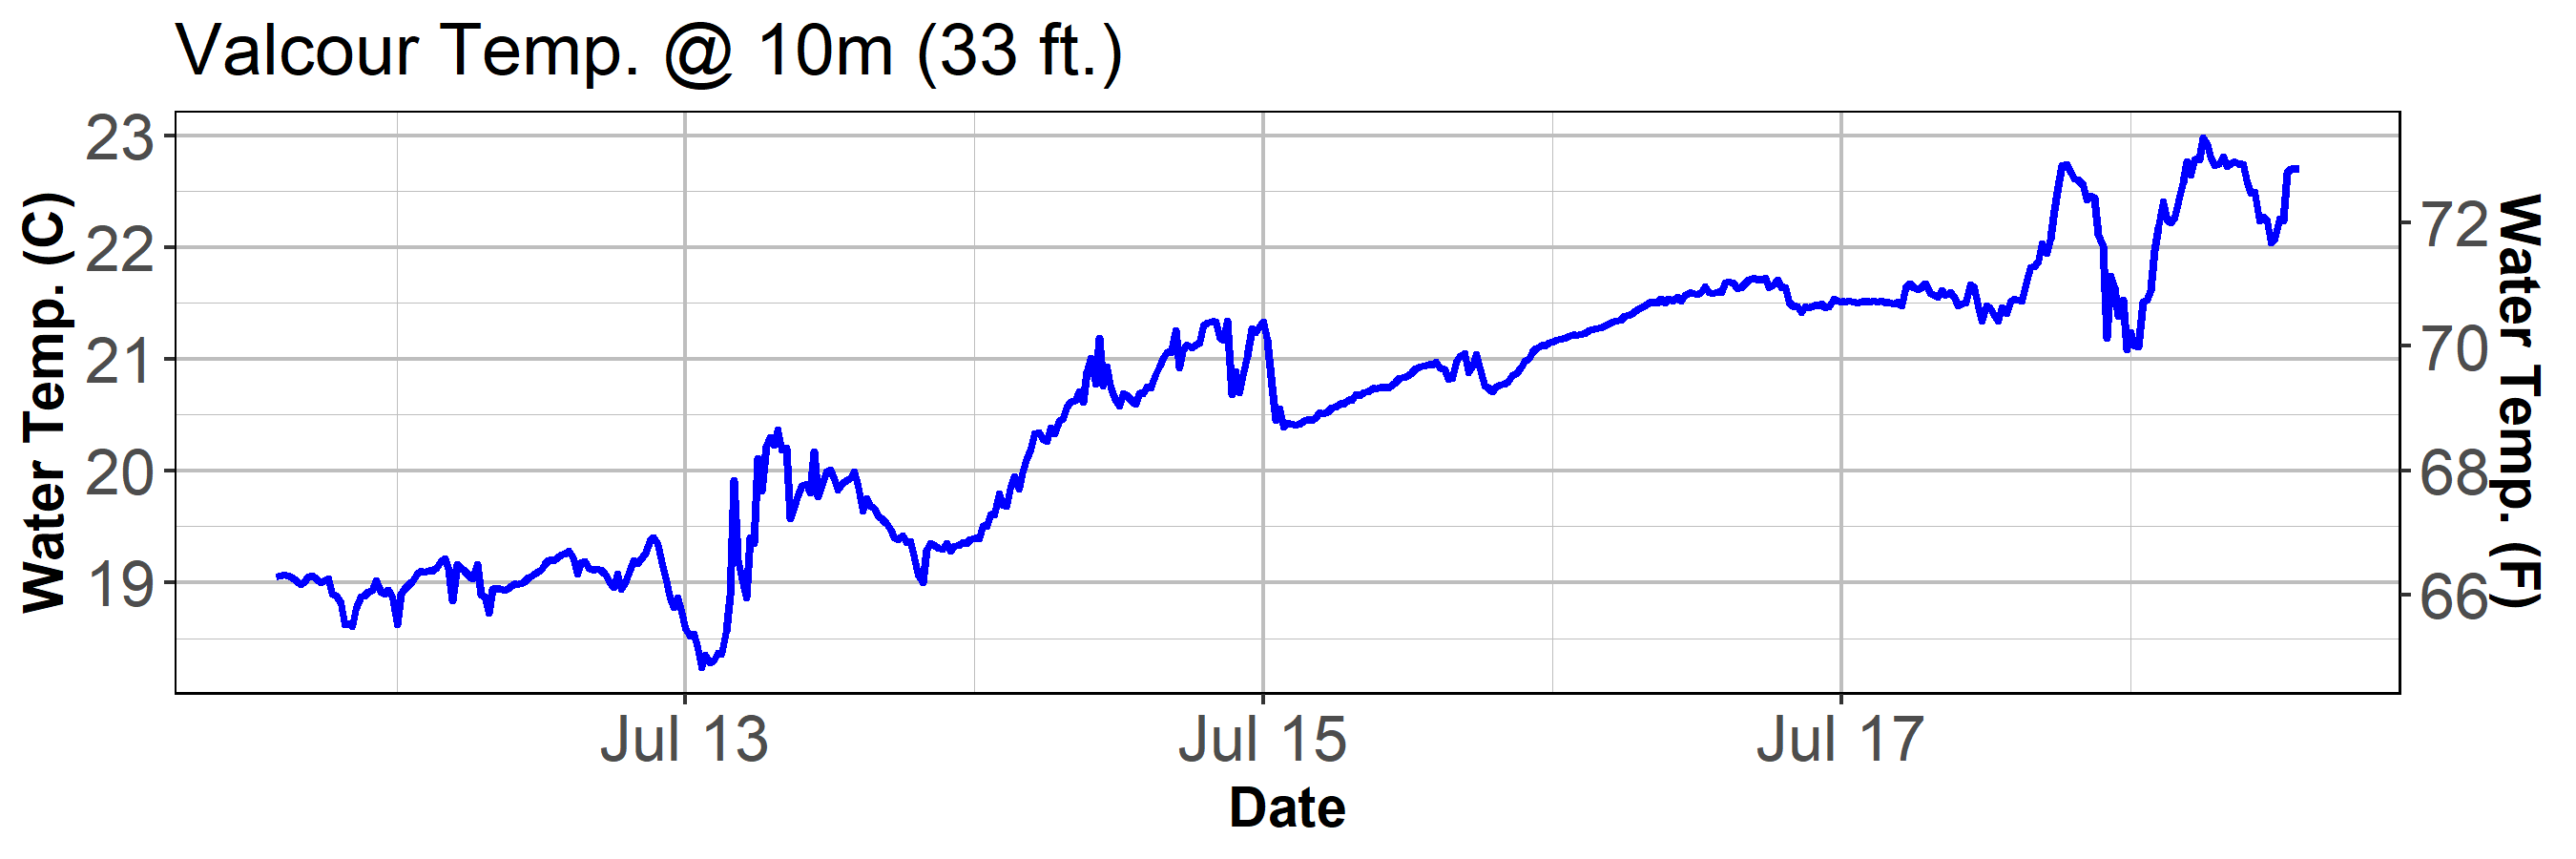 Valcour Temp. @ 10m (33 ft.)
Water Temp. (C)
23
22
21
20
19
72
70
68
66
Water Temp. (F)
Jul 13
Jul 15
Jul 17
Date